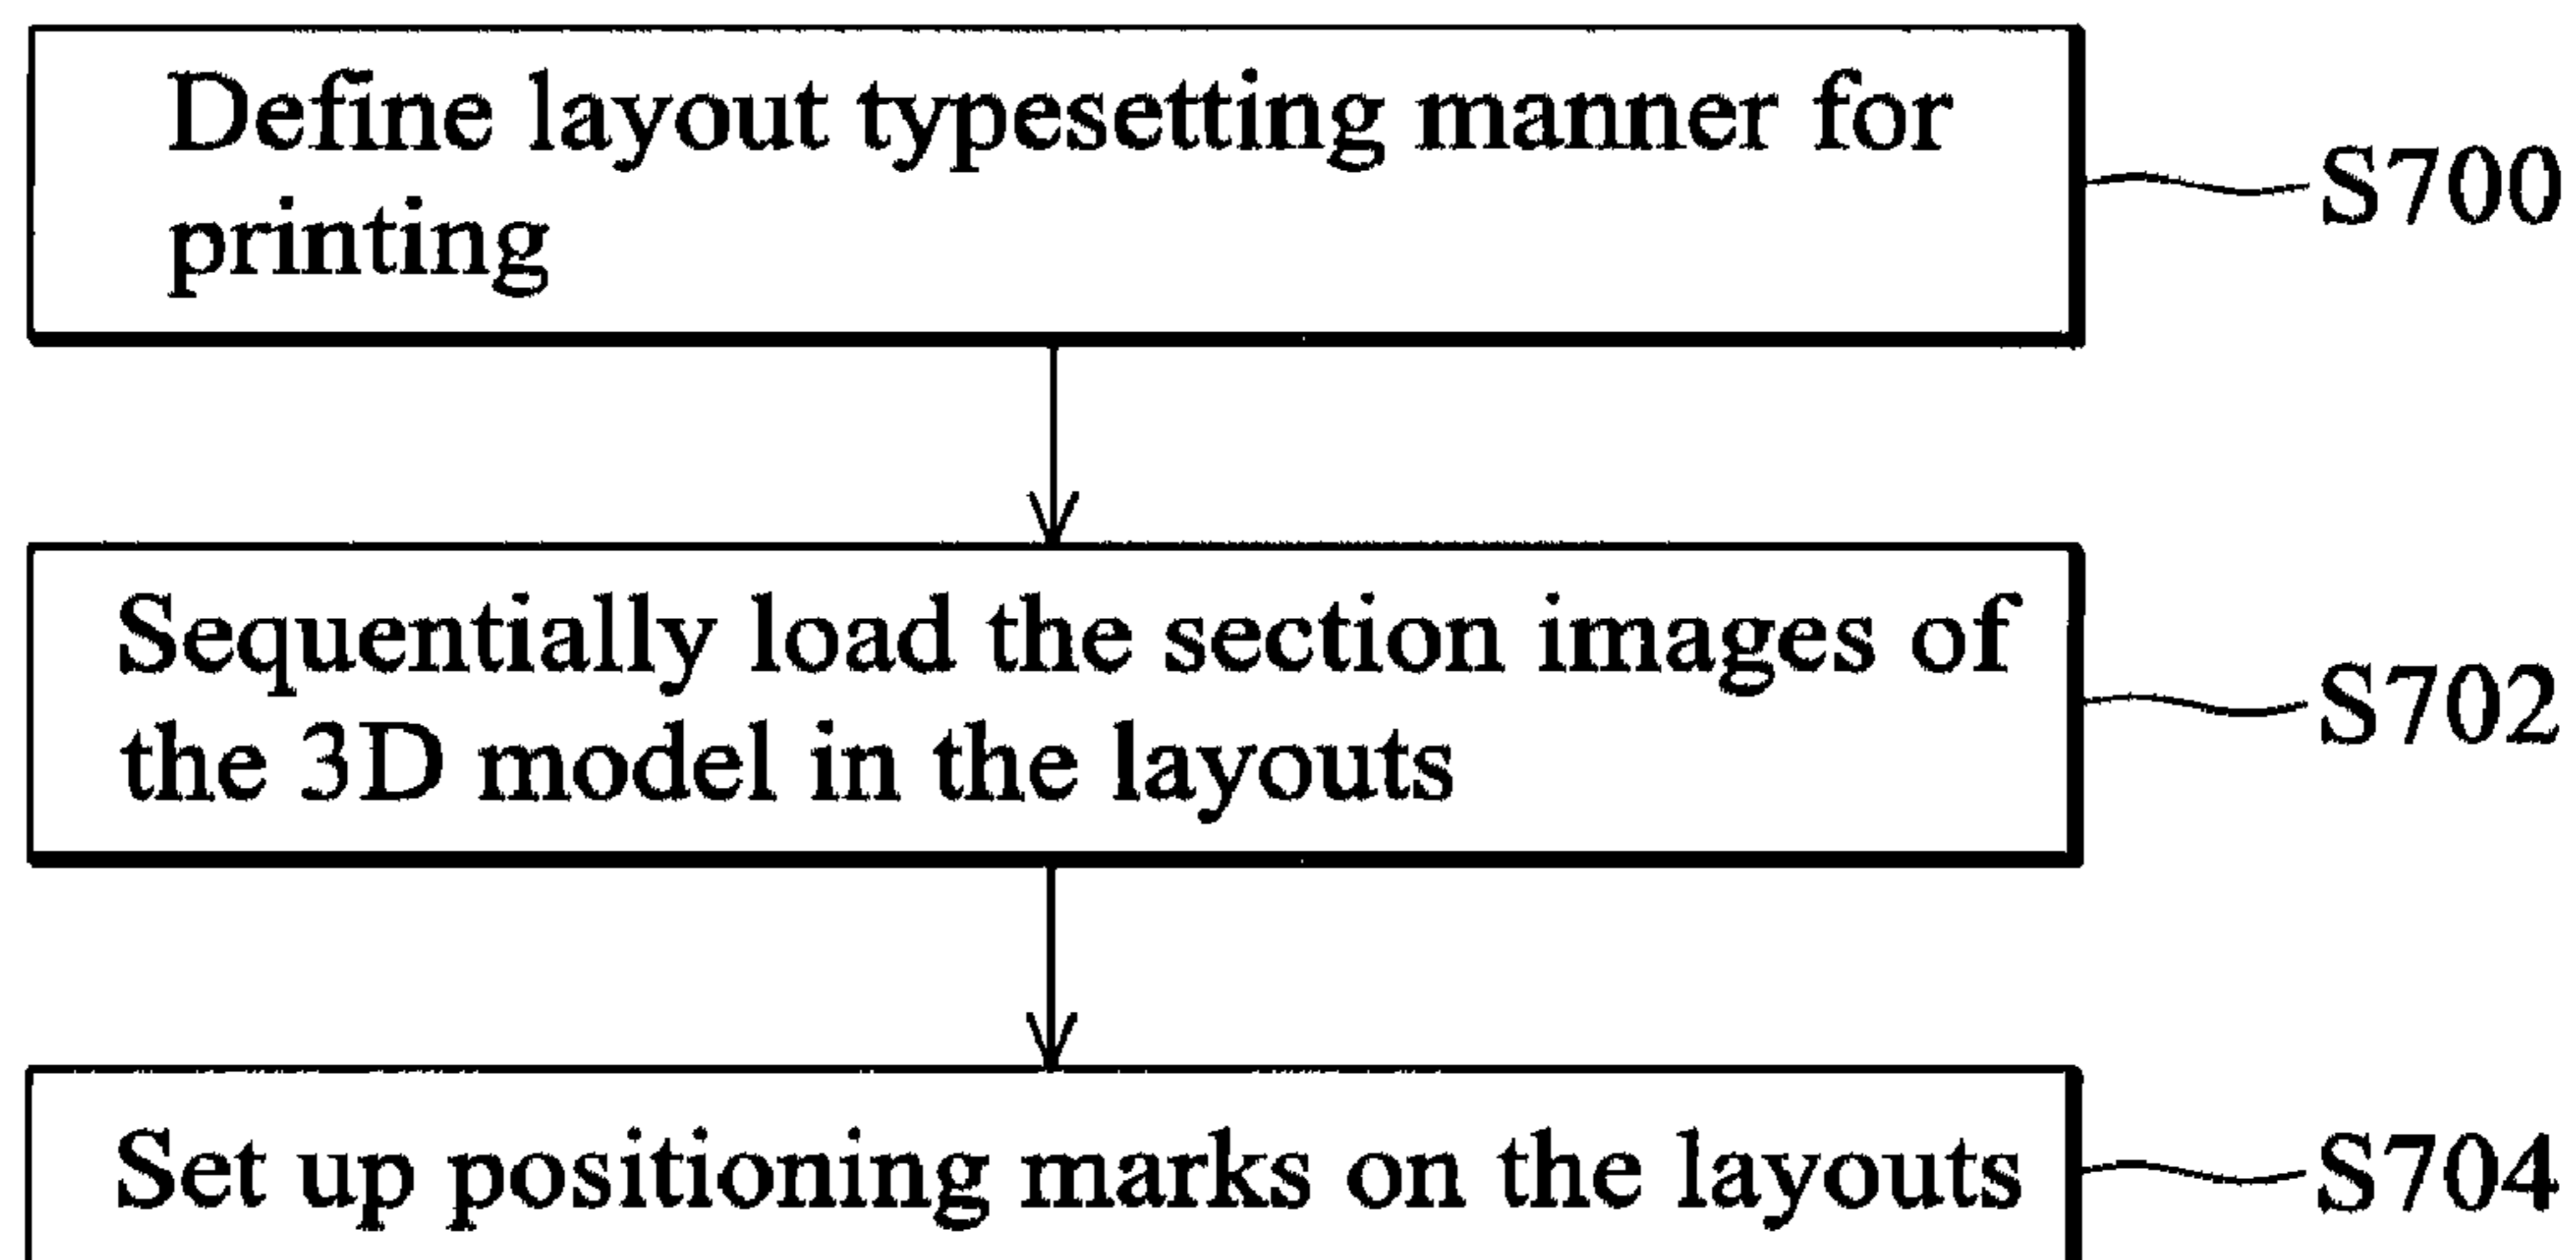 Define layout typesetting manner for
printing
S700
Sequentially load the section images of
the 3D model in the layouts
S702
Set up positioning marks on the layouts
S704